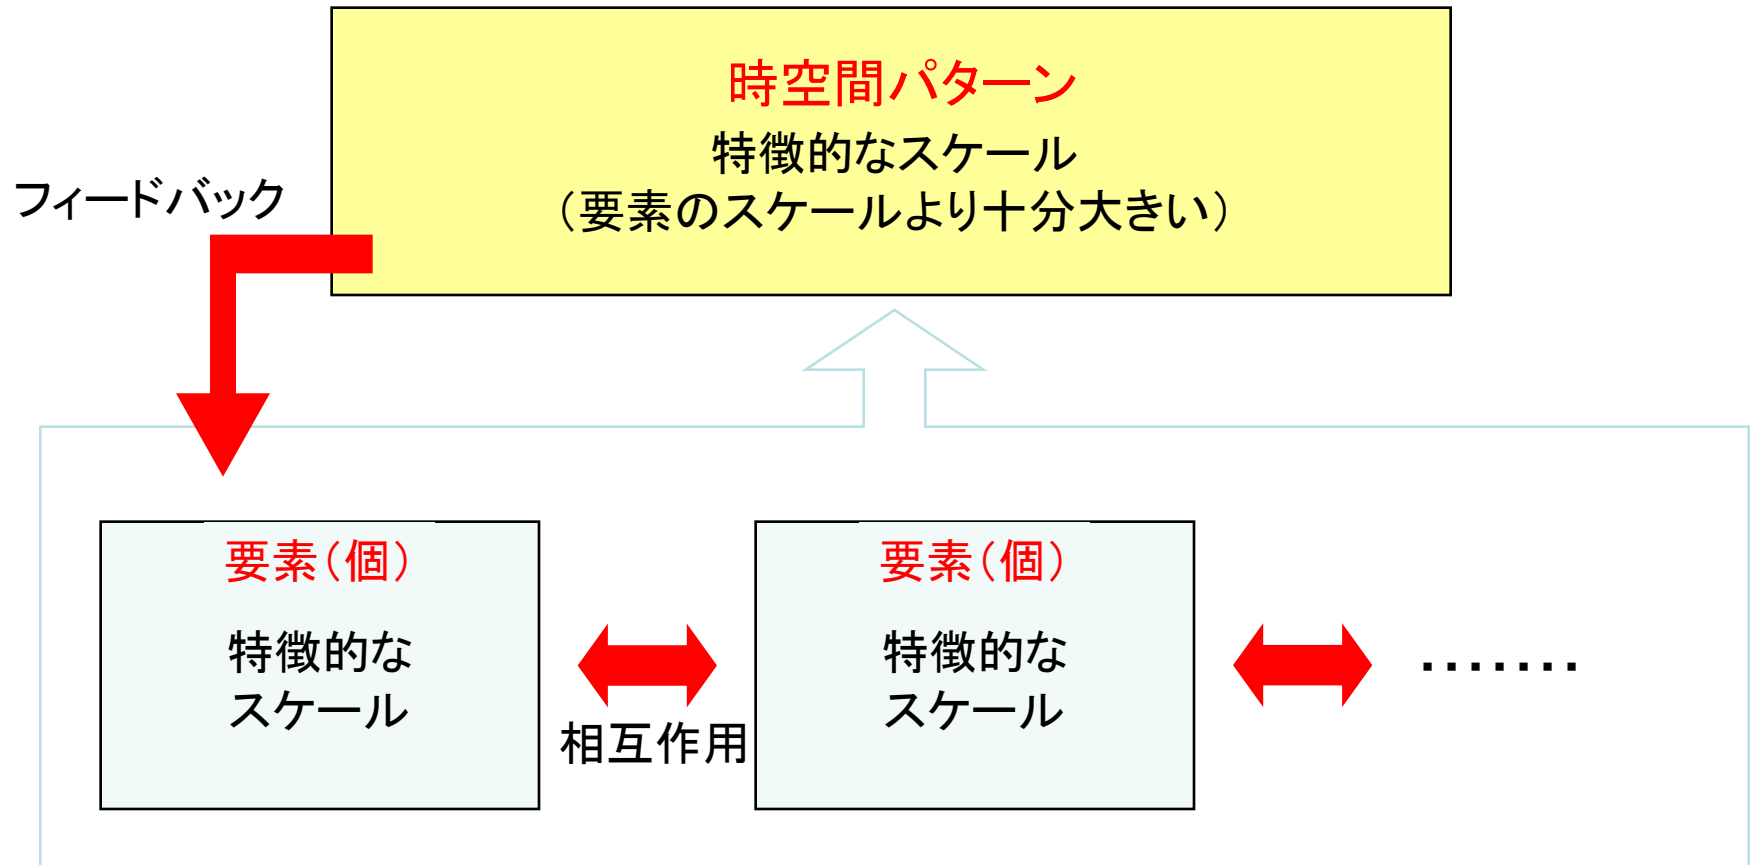 時空間パターン
特徴的なスケール
（要素のスケールより十分大きい）
フィードバック
要素（個）
特徴的な
スケール
相互作用
要素（個）
特徴的な
スケール
・・・・・・・